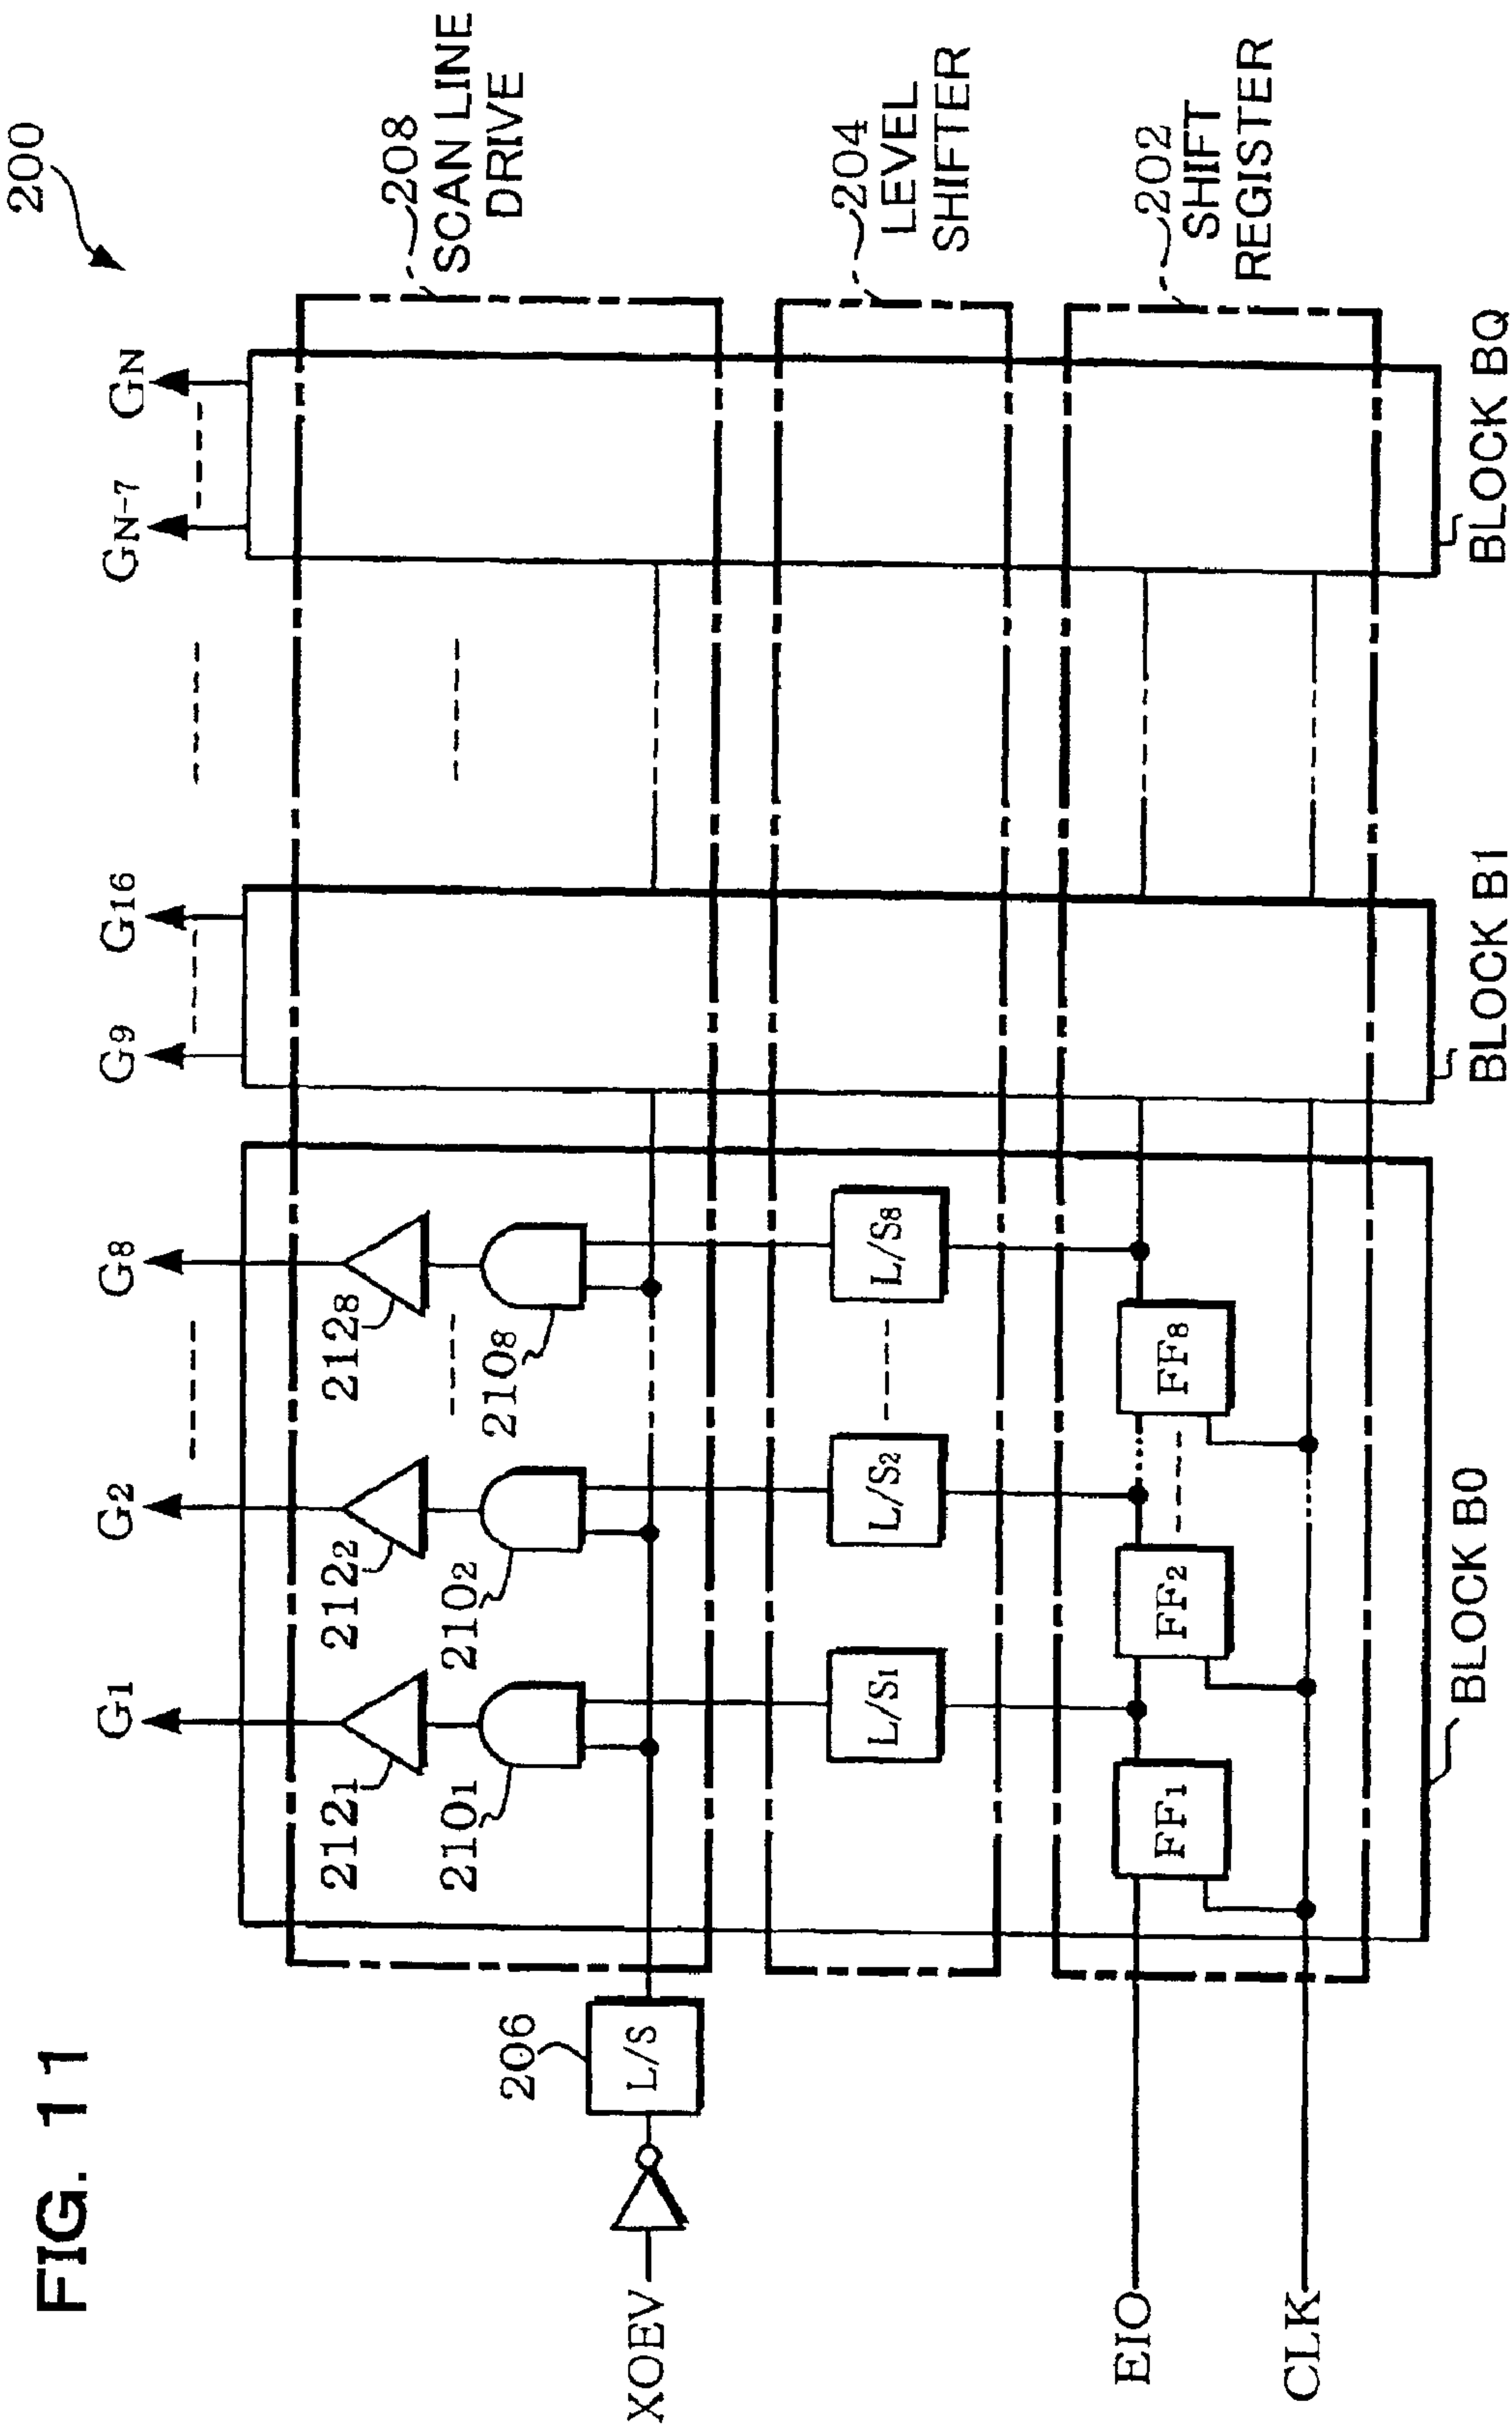 FIG. 11
200
G1
G2
G8
G9
G16
GN-7
GN
208
SCAN LINE
DRIVE
2121
2122
2128
2101
2102
2108
XOEV
206
L/S
204
LEVEL
SHIFTER
L/S1
L/S2
L/S8
202
SHIFT
REGISTER
EIO
FF1
FF2
FF8
CLK
BLOCK B0
BLOCK B1
BLOCK BQ